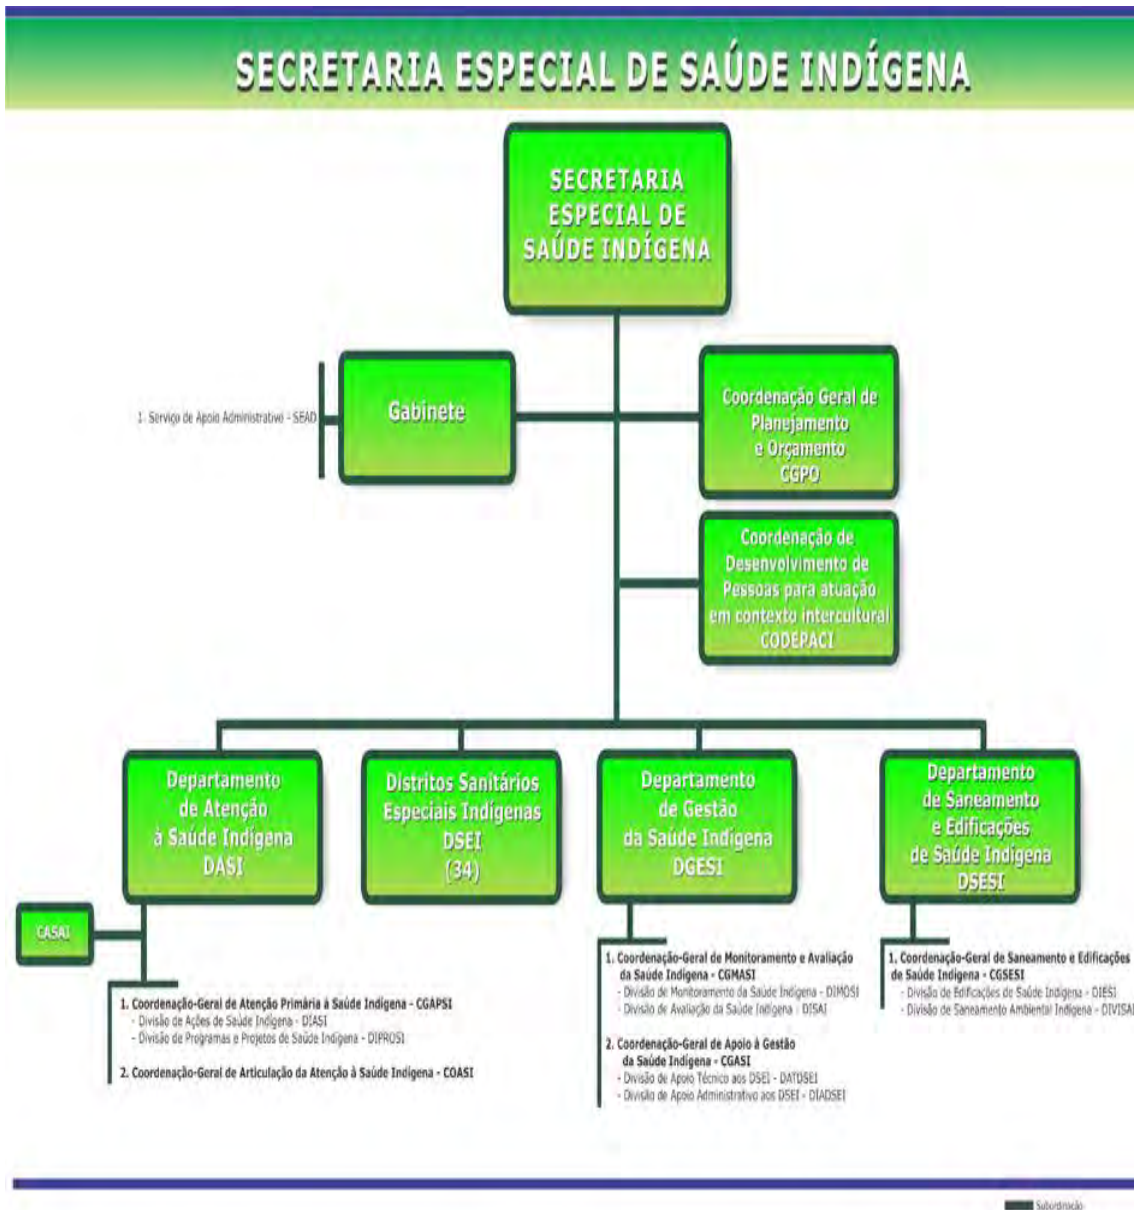 SECRETARIA ESPECIAL DE SAÚDE INDÍGENA
SECRETARIA
ESPECIAL DE
SAÚDE INDÍGENA
1. Serviço de Apoio Administrativo - SEAD
Gabinete
Coordenação Geral de
Planejamento
e Orçamento
CGPO
Coordenação de
Desenvolvimento de
Pessoas para atuação
em contexto intercultural
CODEPACI
Departamento
de Atenção
à Saúde Indígena
DASI
Distritos Sanitários
Especiais Indígenas
DSEI
(34)
Departamento
de Gestão
da Saúde Indígena
DGESI
Departamento
de Saneamento
e Edificações
de Saúde Indígena
DSESI
CASAI
1. Coordenação-Geral de Atenção Primária à Saúde Indígena - CGAPSI
- Divisão de Ações de Saúde Indígena - DIASI
- Divisão de Programas e Projetos de Saúde Indígena - DIPROSI
2. Coordenação-Geral de Articulação da Atenção à Saúde Indígena - COASI
1. Coordenação-Geral de Monitoramento e Avaliação
da Saúde Indígena - CGMASI
- Divisão de Monitoramento da Saúde Indígena - DIMOSI
- Divisão de Avaliação da Saúde Indígena - DISAI
2. Coordenação-Geral de Apoio à Gestão
da Saúde Indígena - CGASI
- Divisão de Apoio Técnico aos DSEI - DATDSEI
- Divisão de Apoio Administrativo aos DSEI - DIADSEI
1. Coordenação-Geral de Saneamento e Edificações
de Saúde Indígena - CGSESI
- Divisão de Edificações de Saúde Indígena - DIESI
- Divisão de Saneamento Ambiental Indígena - DIVISAI
Subordinação